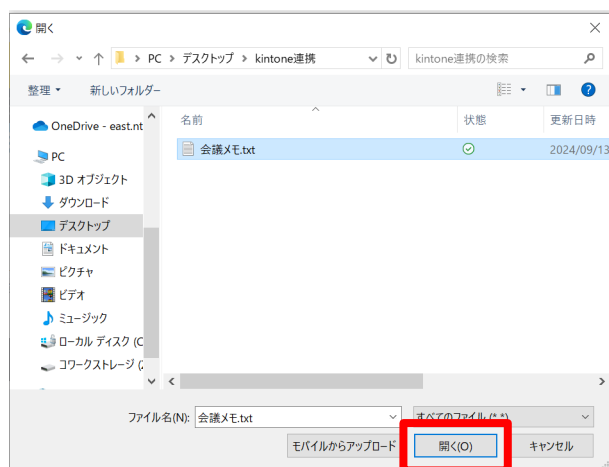 開く
PC > デスクトップ > kintone連携
kintone連携の検索
整理
新しいフォルダー
名前
状態
更新日時
OneDrive - east.nt
会議メモ.txt
2024/09/13
PC
3D オブジェクト
ダウンロード
デスクトップ
ドキュメント
ピクチャ
ビデオ
ミュージック
ローカル ディスク (C
コワークストレージ (
ファイル名(N):
会議メモ.txt
すべてのファイル (*.*)
モバイルからアップロード
開く(O)
キャンセル